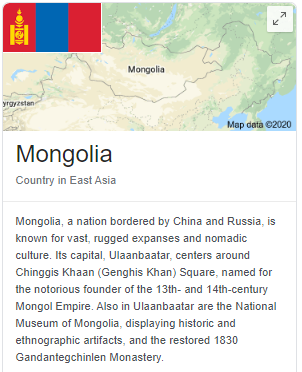 Mongolia
yrgyzstan
Map data ©2020
Mongolia
Country in East Asia
Mongolia, a nation bordered by China and Russia, is
known for vast, rugged expanses and nomadic
culture. Its capital, Ulaanbaatar, centers around
Chinggis Khaan (Genghis Khan) Square, named for
the notorious founder of the 13th- and 14th-century
Mongol Empire. Also in Ulaanbaatar are the National
Museum of Mongolia, displaying historic and
ethnographic artifacts, and the restored 1830
Gandantegchinlen Monastery.